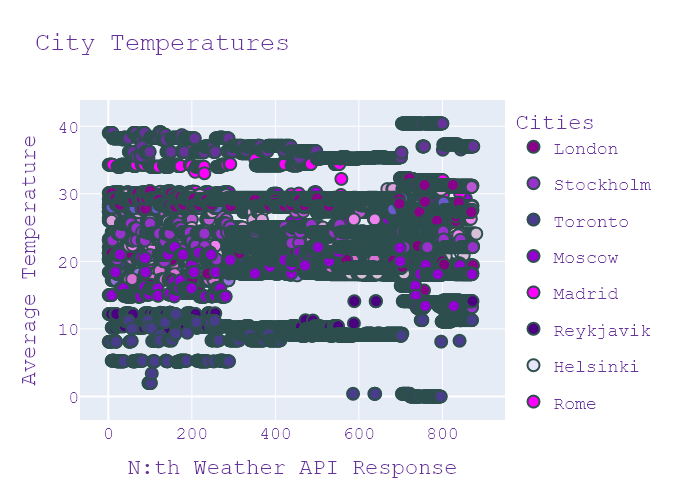 City Temperatures
Cities
London
Stockholm
Toronto
Moscow
Madrid
Reykjavik
Helsinki
Rome
Average Temperature
40
30
20
10
0
0 200 400 600 800
N:th Weather API Response